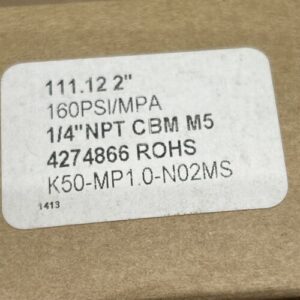 111.12 2"
160PSI/MPA
1/4"NPT CBM M5
4274866 ROHS
K50-MP1.0-N02MS
1413